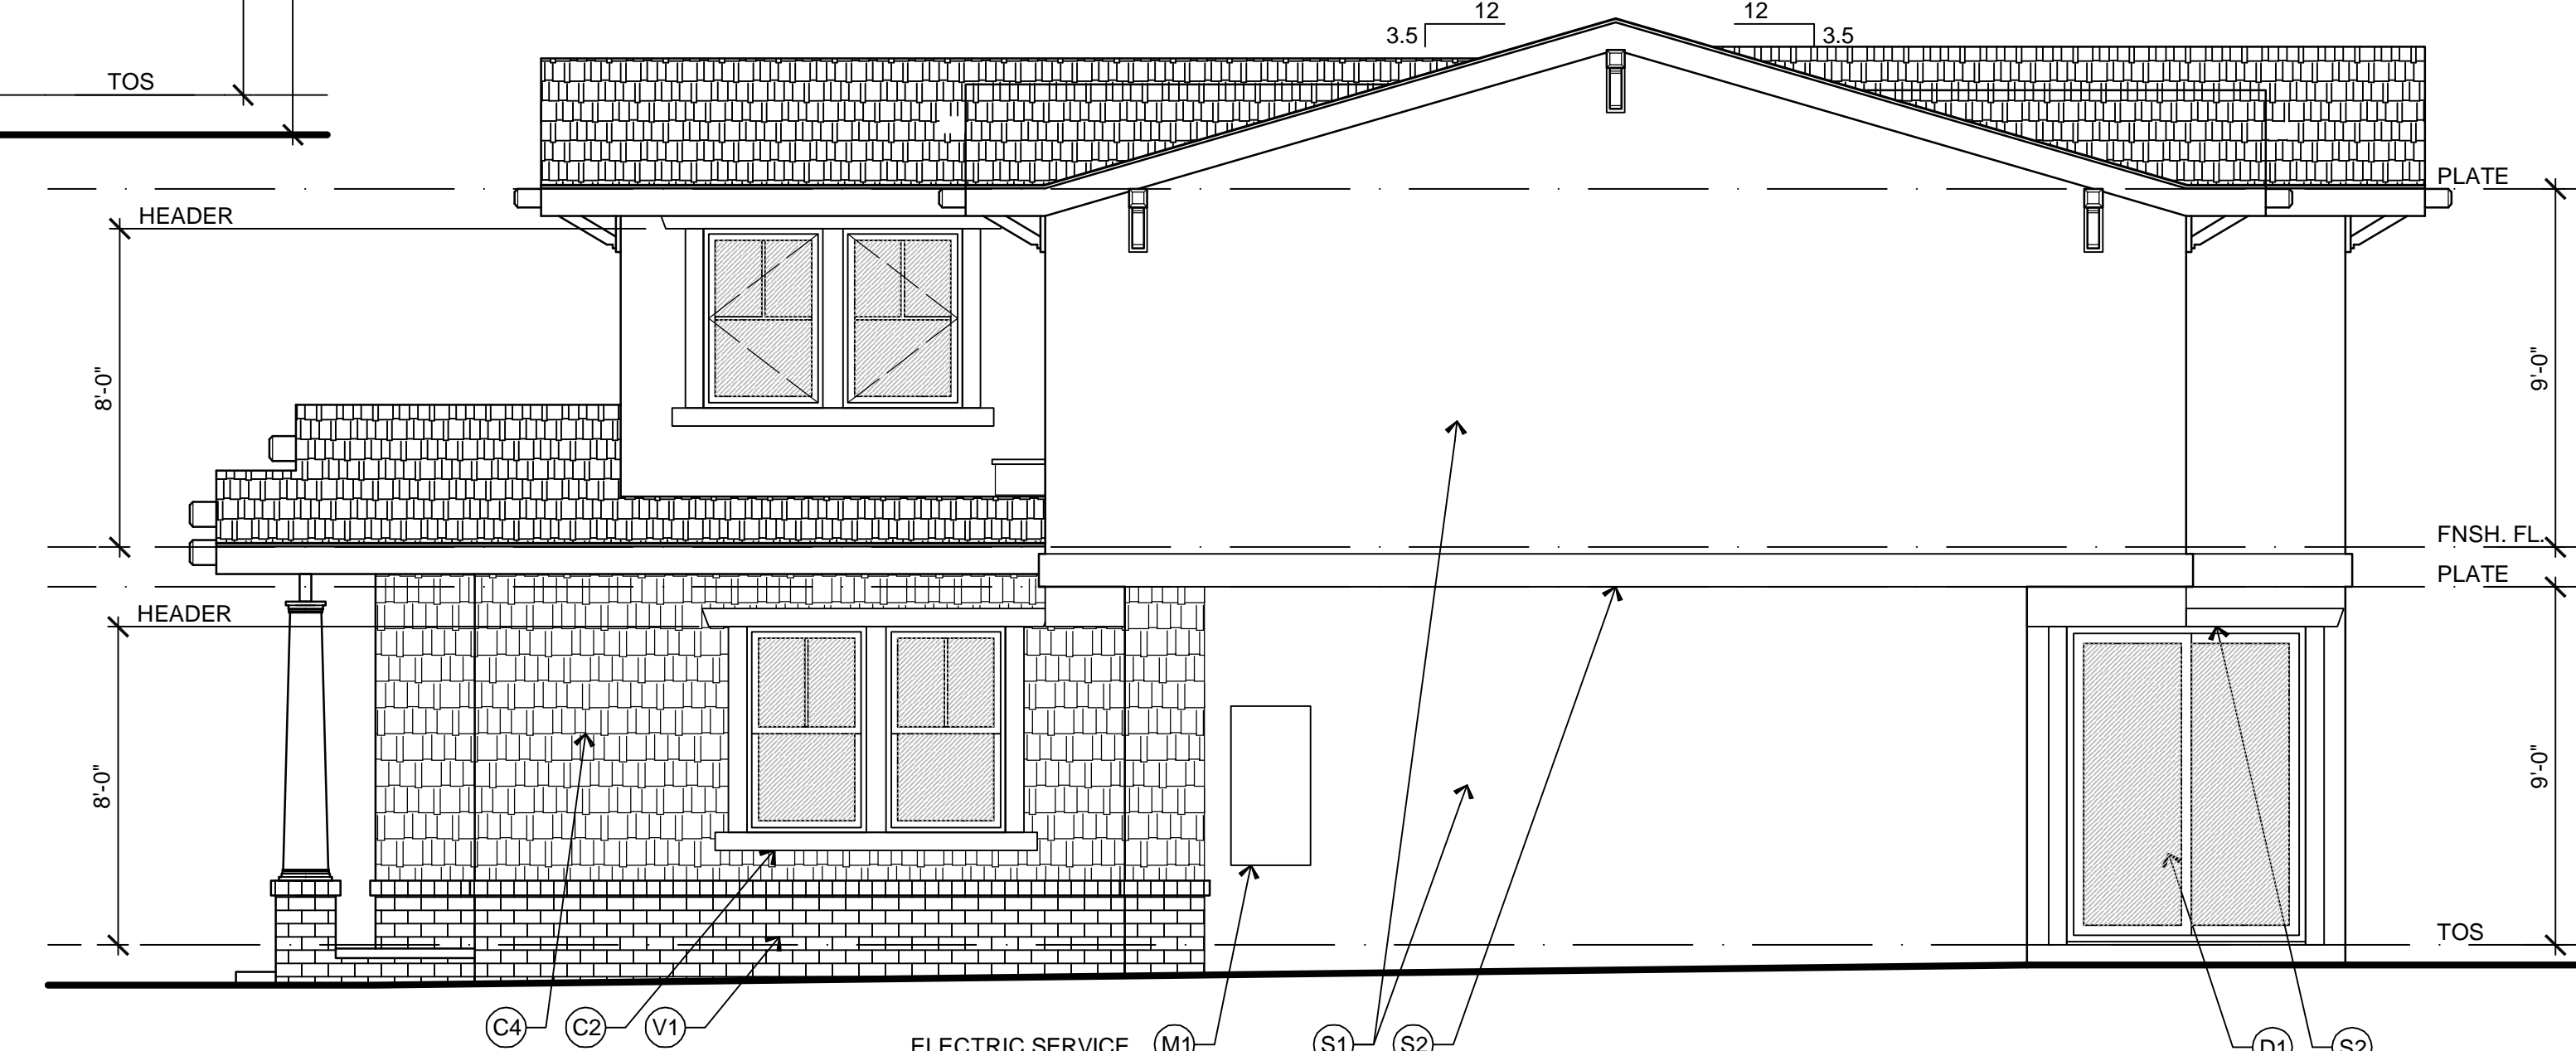 12
12
3.5
3.5
TOS
PLATE
HEADER
8'-0"
9'-0"
FNSH. FL.
PLATE
HEADER
8'-0"
9'-0"
TOS
C4
C2
V1
ELECTRIC SERVICE
M1
S1
S2
D1
S2